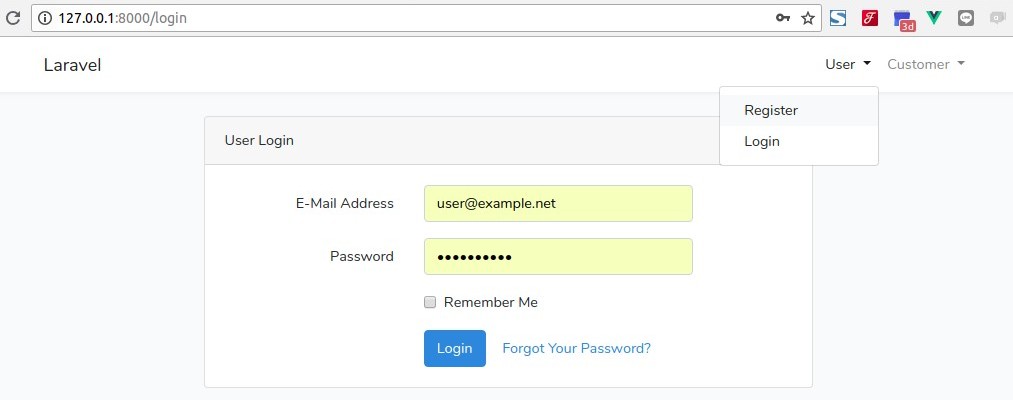 127.0.0.1:8000/login
3d
Laravel
User Customer
Register
Login
User Login
E-Mail Address user@example.net
Password ••••••••••
Remember Me
Login Forgot Your Password?